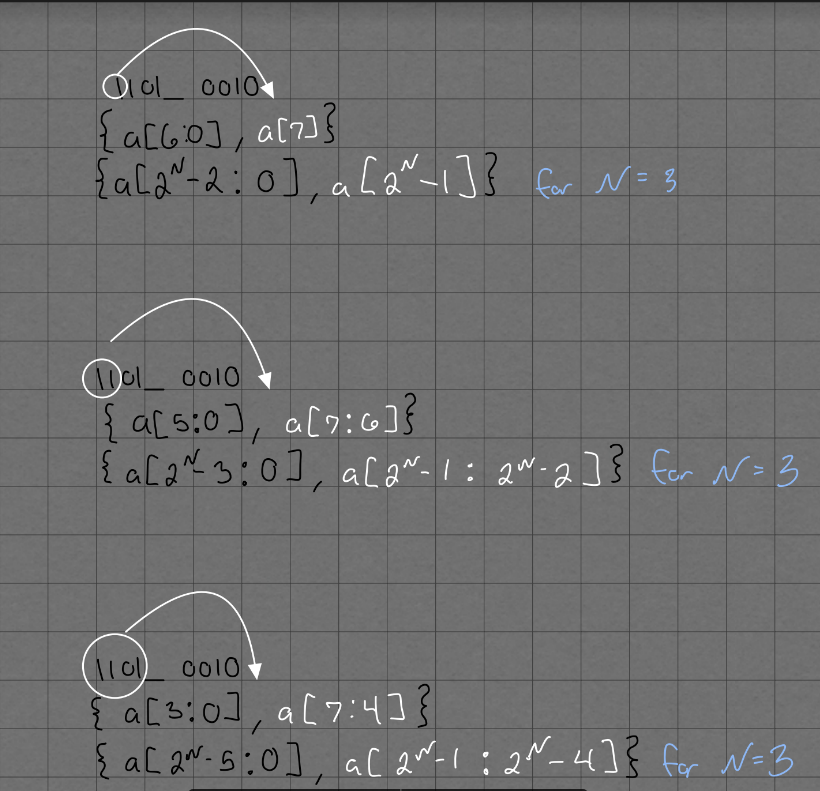 1101_ 0010
{ a[6:0] , a[7]}
{a[2^N-2 : 0], a[2^N-1]} for N = 3
1101_ 0010
{ a[5:0], a[7:6]}
{ a[2^N-3:0], a[2^N-1 : 2^N-2]} for N = 3
1101_ 0010
{ a[3:0], a[7:4]}
{ a[2^N-5:0], a[2^N-1 : 2^N-4]} for N=3